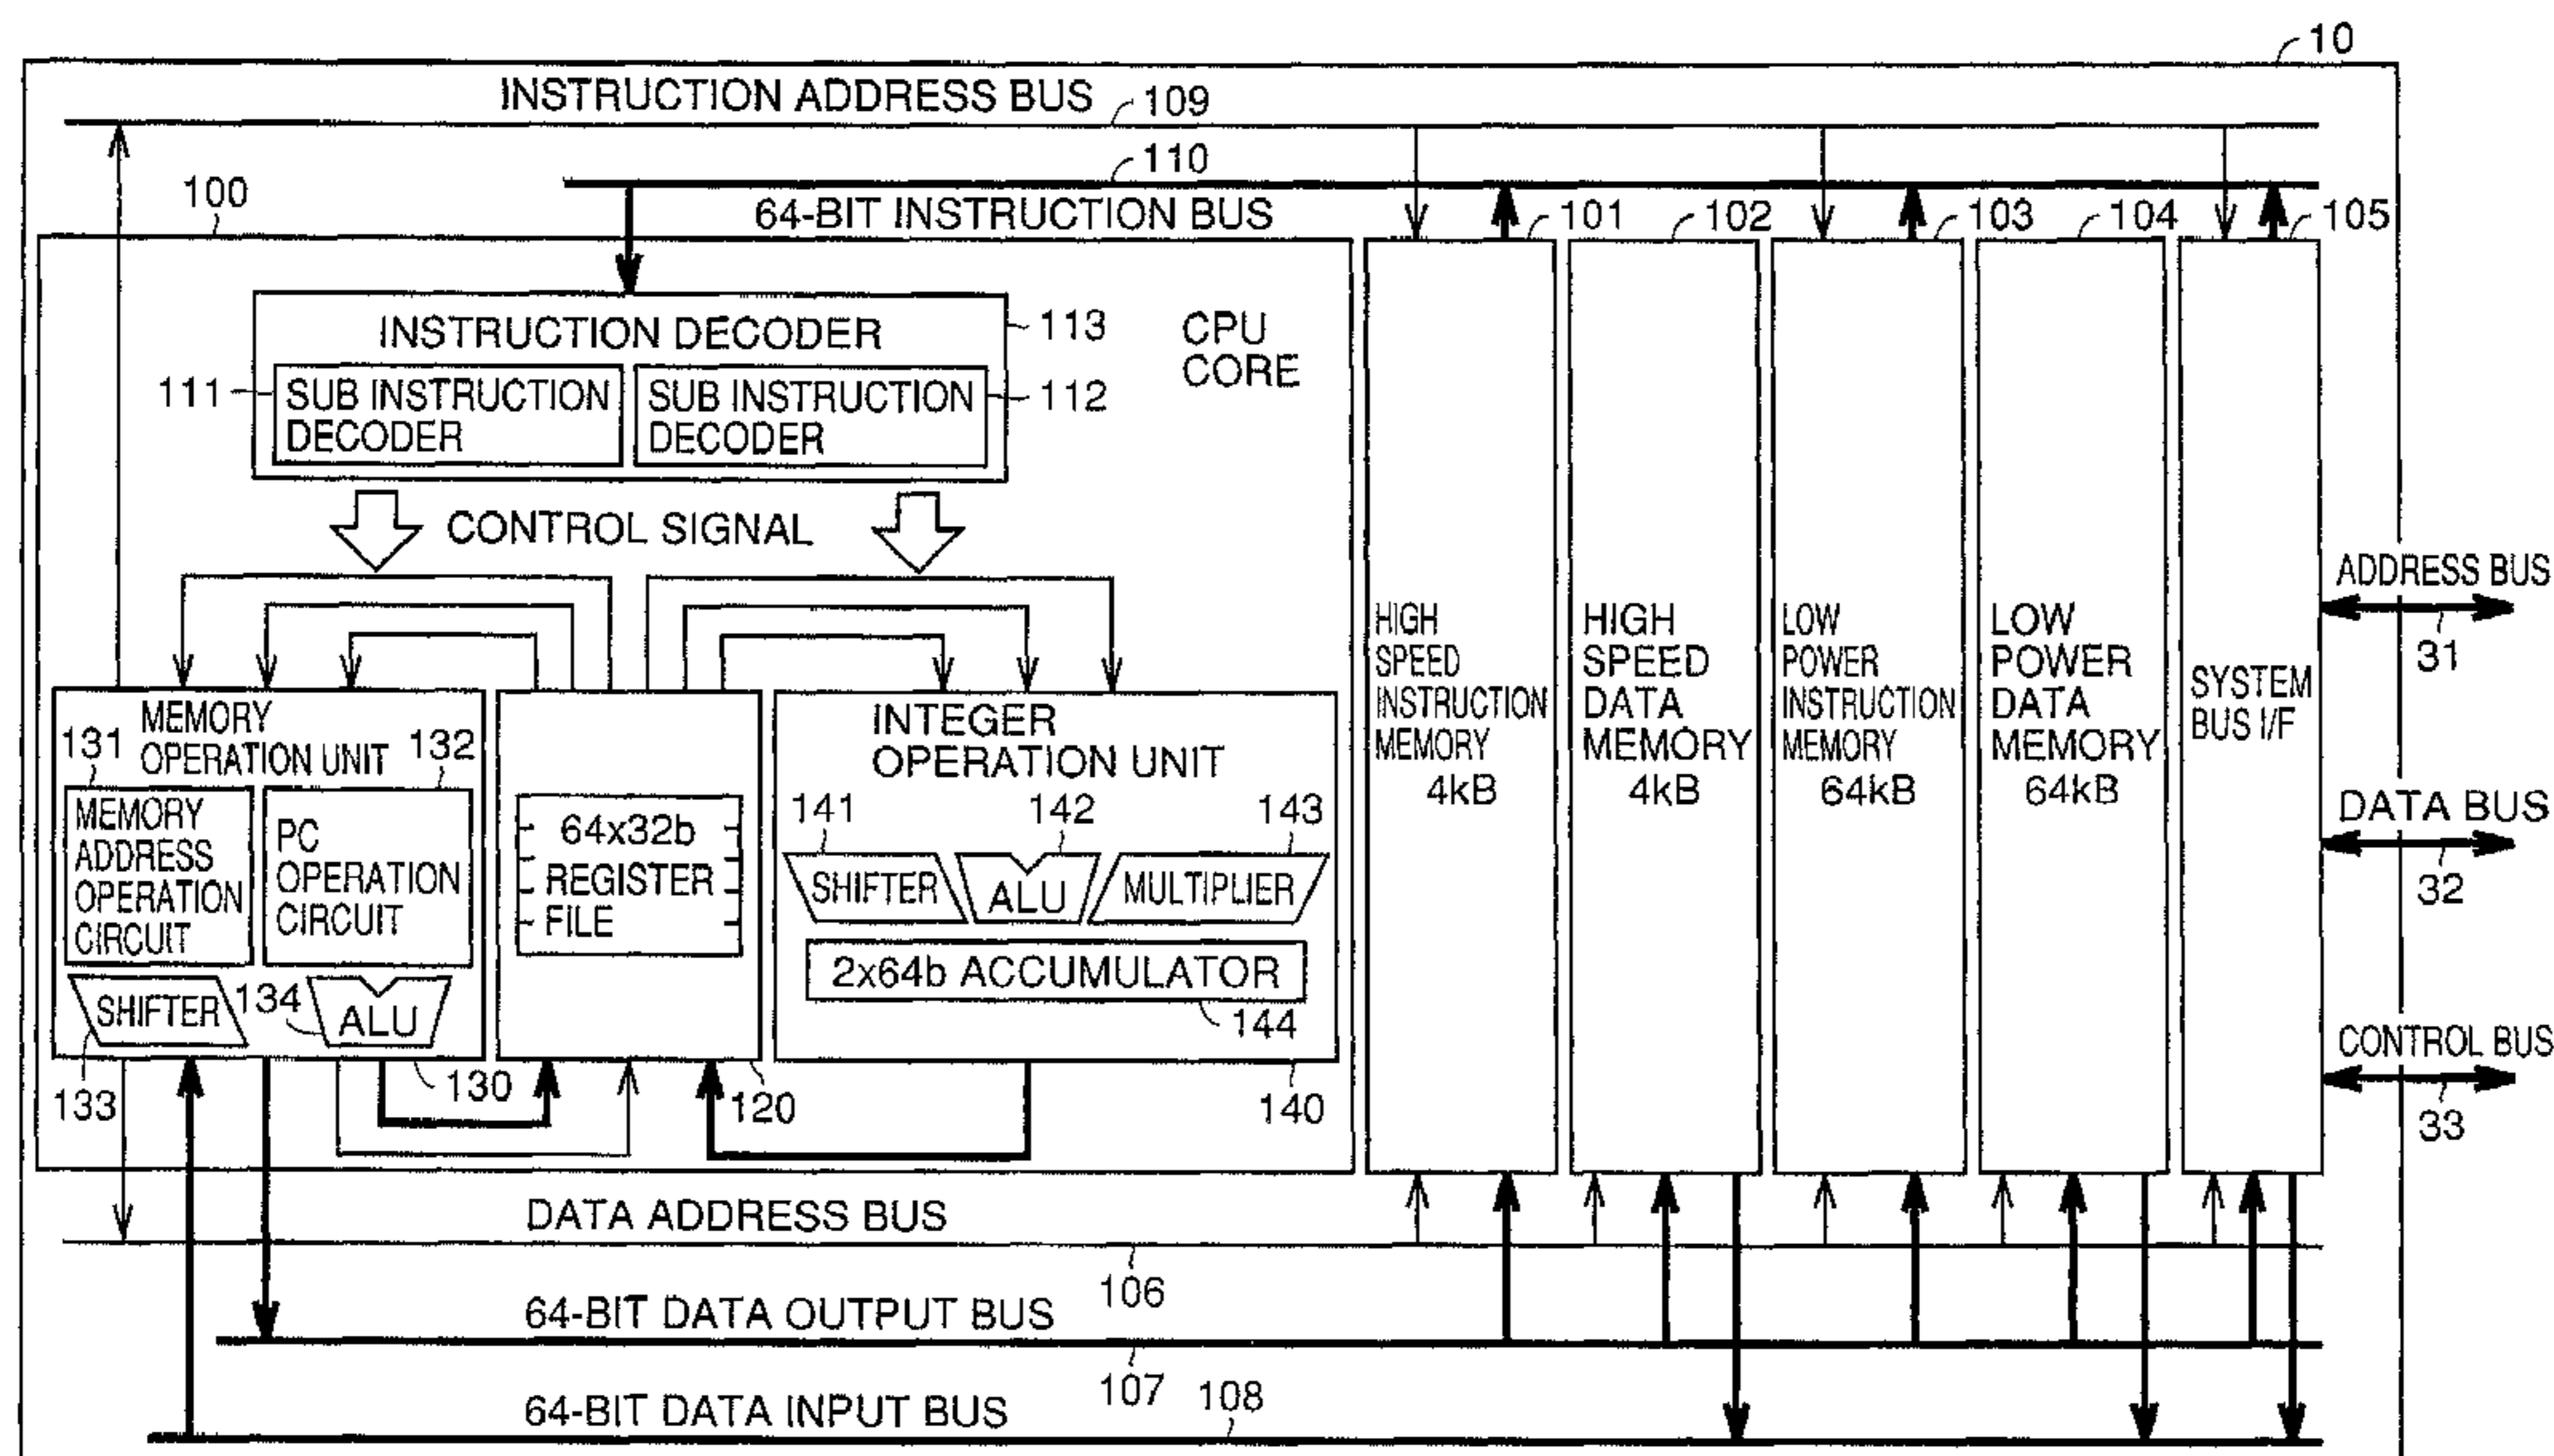 10
INSTRUCTION ADDRESS BUS
109
110
100
64-BIT INSTRUCTION BUS
101
102
103
104
105
INSTRUCTION DECODER
113
CPU
CORE
111
SUB INSTRUCTION
DECODER
SUB INSTRUCTION
DECODER
112
CONTROL SIGNAL
MEMORY
OPERATION UNIT
131
132
MEMORY
ADDRESS
OPERATION
CIRCUIT
PC
OPERATION
CIRCUIT
SHIFTER
134
ALU
133
130
64x32b
REGISTER
FILE
120
INTEGER
OPERATION UNIT
141
142
143
SHIFTER
ALU
MULTIPLIER
2x64b ACCUMULATOR
144
140
HIGH
SPEED
INSTRUCTION
MEMORY
4kB
HIGH
SPEED
DATA
MEMORY
4kB
LOW
POWER
INSTRUCTION
MEMORY
64kB
LOW
POWER
DATA
MEMORY
64kB
SYSTEM
BUS I/F
ADDRESS BUS
31
DATA BUS
32
CONTROL BUS
33
DATA ADDRESS BUS
106
64-BIT DATA OUTPUT BUS
107
64-BIT DATA INPUT BUS
108